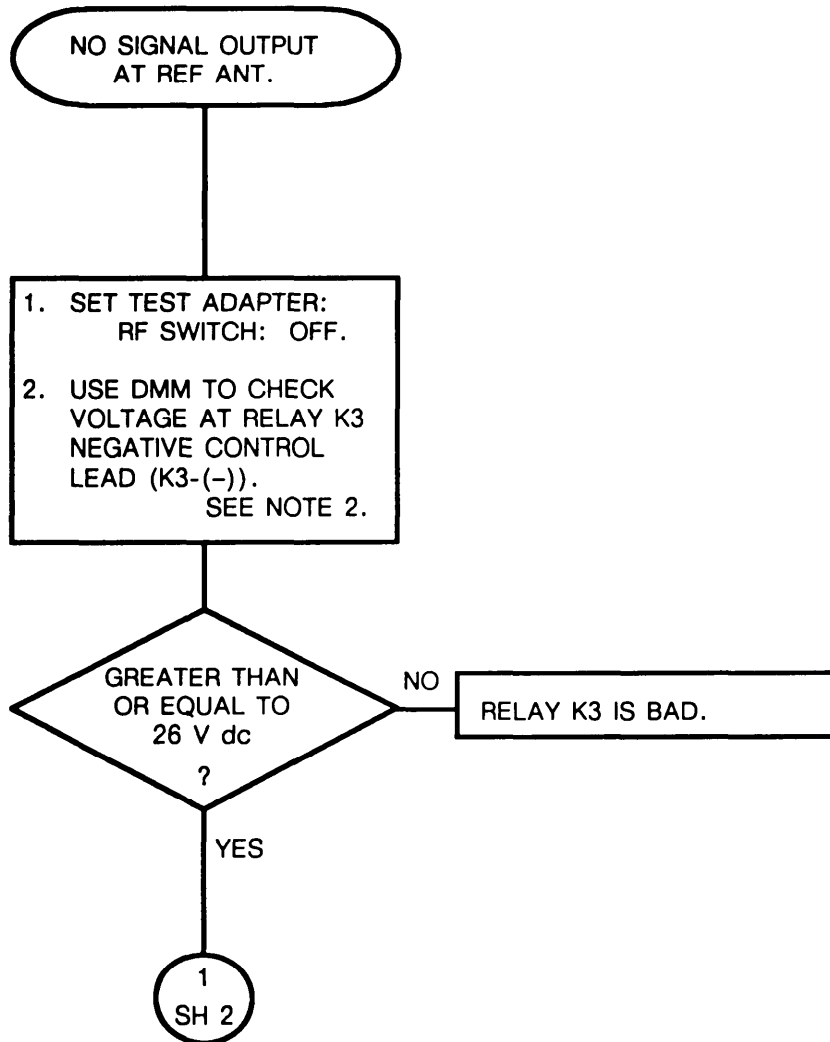 NO SIGNAL OUTPUT
AT REF ANT.
1. SET TEST ADAPTER:
RF SWITCH: OFF.
2. USE DMM TO CHECK
VOLTAGE AT RELAY K3
NEGATIVE CONTROL
LEAD (K3-(–)).
SEE NOTE 2.
GREATER THAN
OR EQUAL TO
26 V dc
?
NO
RELAY K3 IS BAD.
YES
1
SH 2